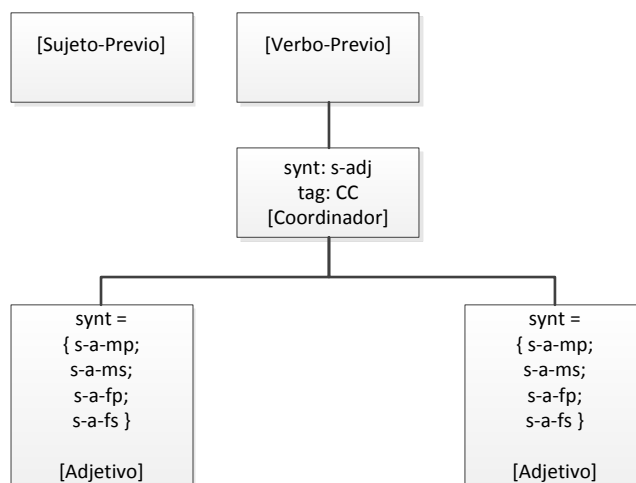 [Sujeto-Previo]
[Verbo-Previo]
synt: s-adj
tag: CC
[Coordinador]
synt =
{ s-a-mp;
s-a-ms;
s-a-fp;
s-a-fs }
[Adjetivo]
synt =
{ s-a-mp;
s-a-ms;
s-a-fp;
s-a-fs }
[Adjetivo]